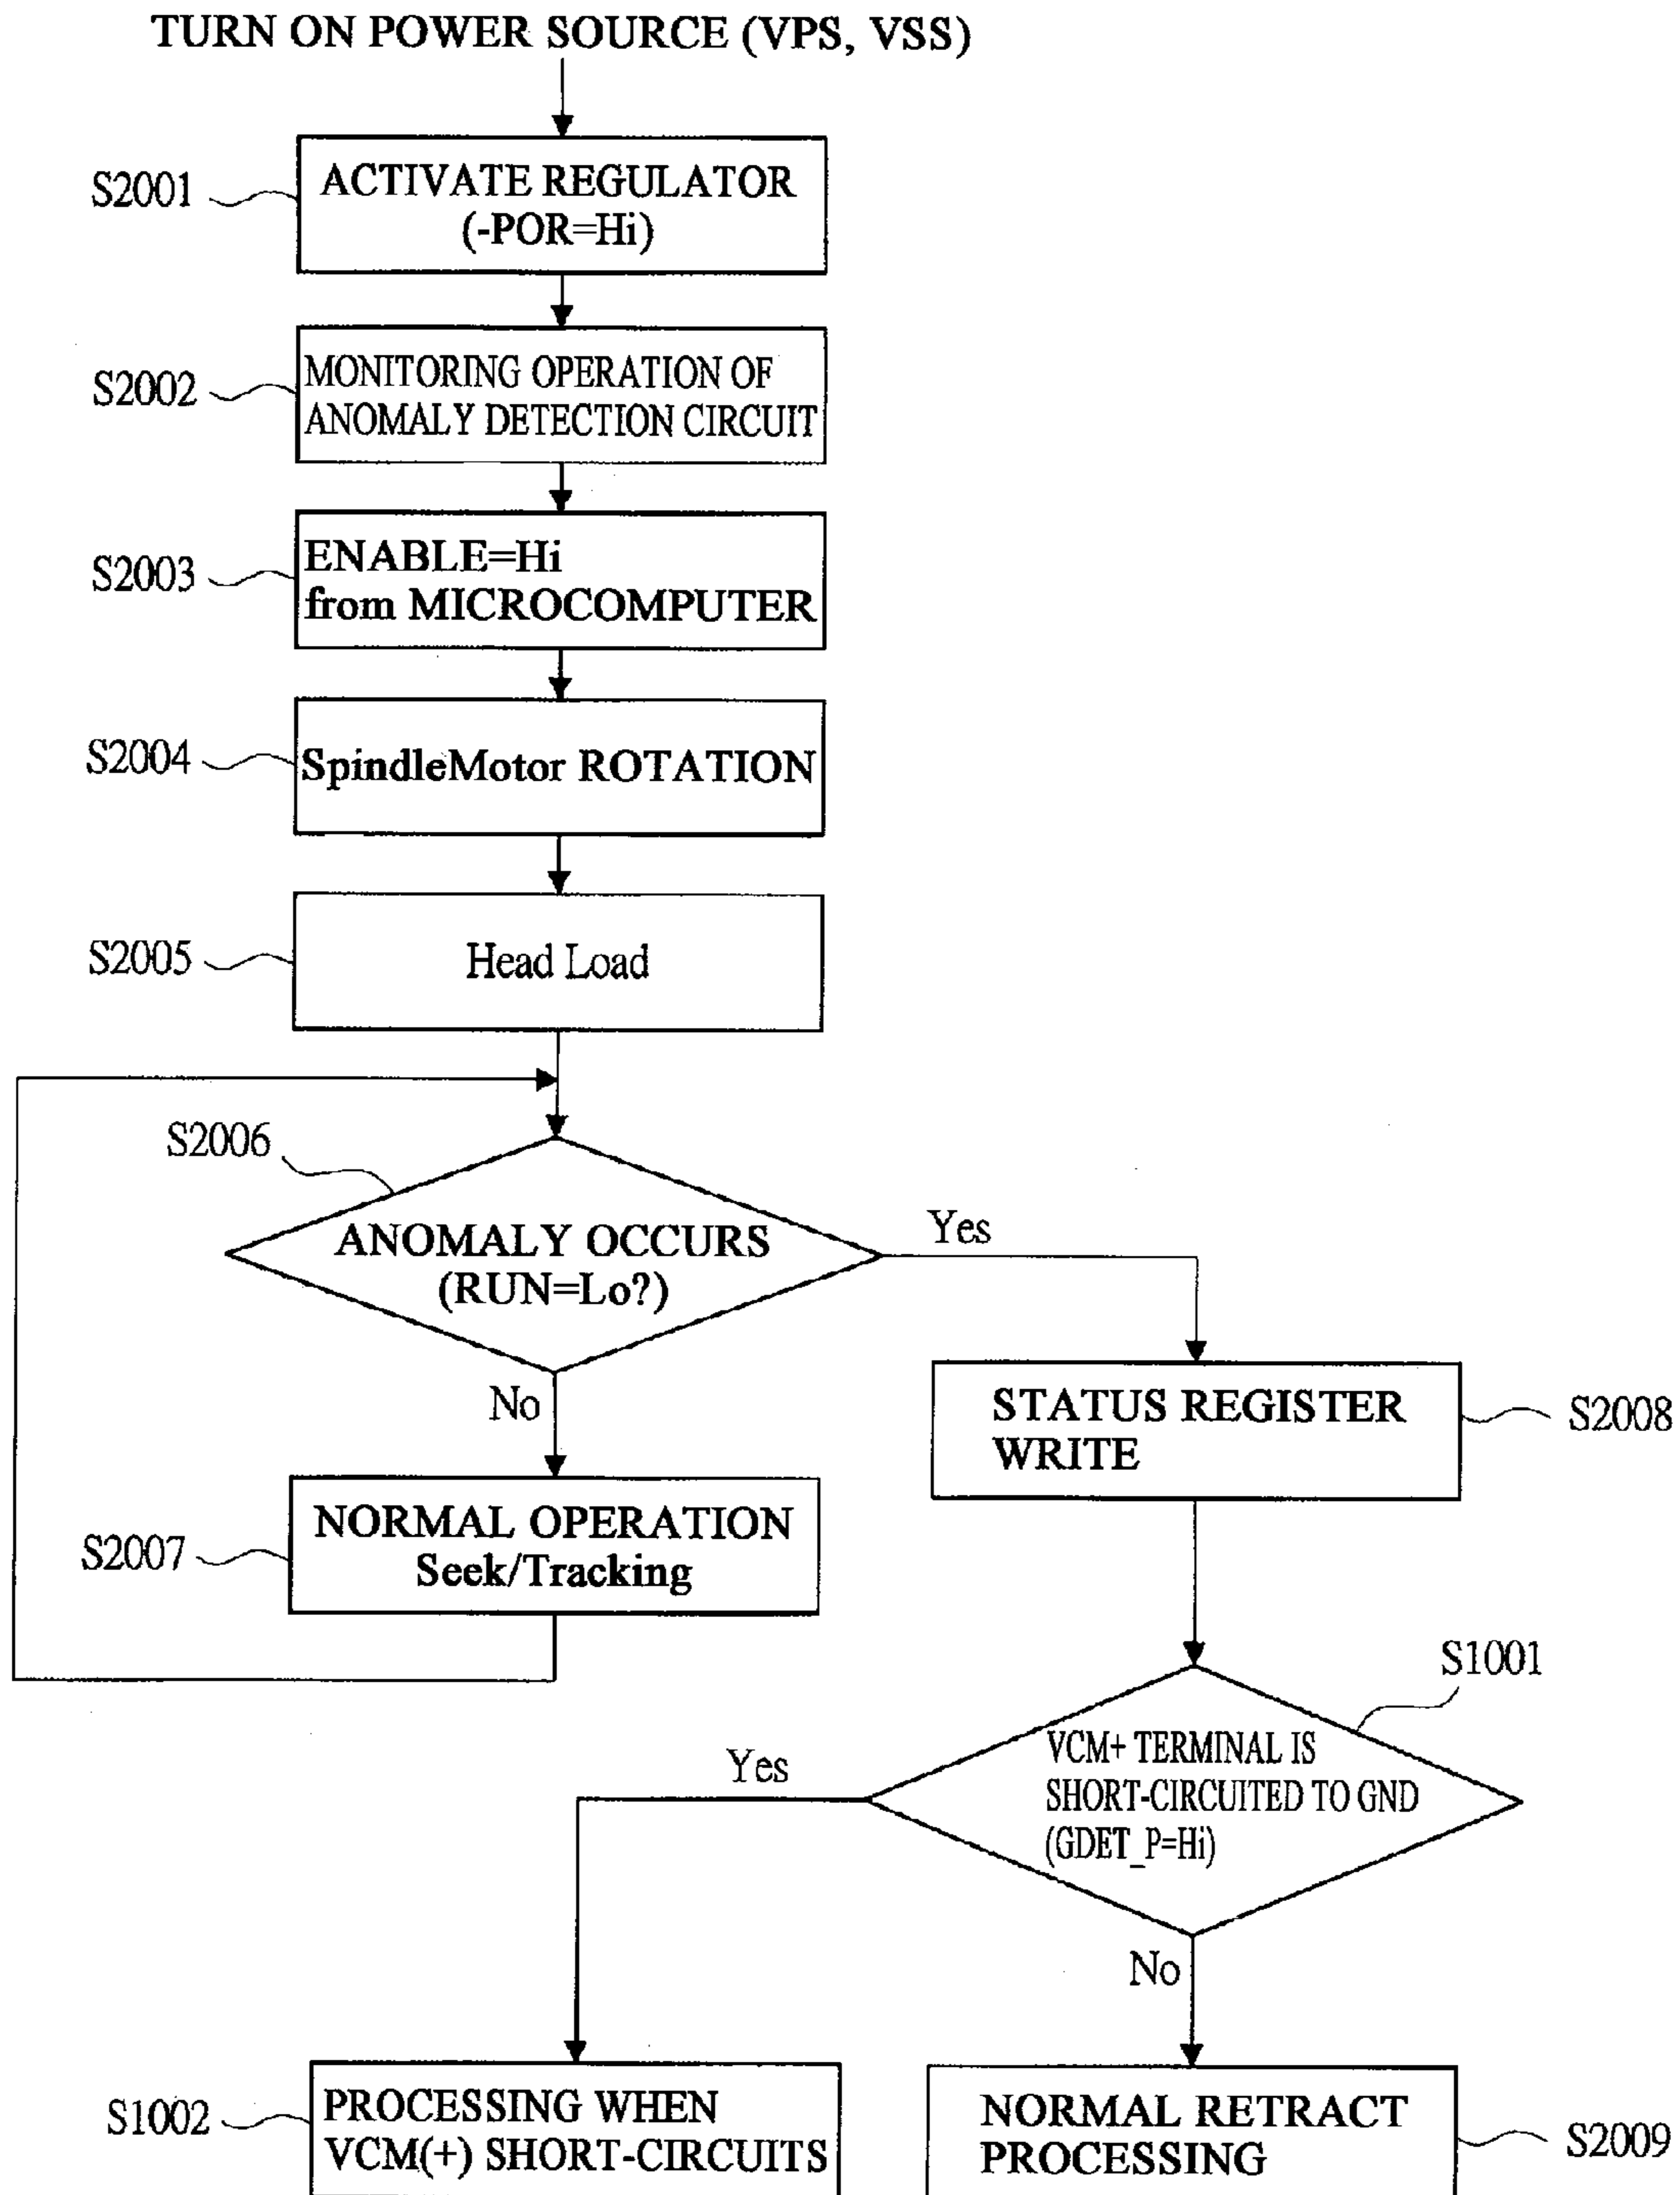 TURN ON POWER SOURCE (VPS, VSS)
S2001
ACTIVATE REGULATOR
(-POR=Hi)
S2002
MONITORING OPERATION OF
ANOMALY DETECTION CIRCUIT
S2003
ENABLE=Hi
from MICROCOMPUTER
S2004
SpindleMotor ROTATION
S2005
Head Load
S2006
ANOMALY OCCURS
(RUN=Lo?)
Yes
No
STATUS REGISTER
WRITE
S2008
S2007
NORMAL OPERATION
Seek/Tracking
S1001
VCM+ TERMINAL IS
SHORT-CIRCUITED TO GND
(GDET_P=Hi)
Yes
No
S1002
PROCESSING WHEN
VCM(+) SHORT-CIRCUITS
NORMAL RETRACT
PROCESSING
S2009